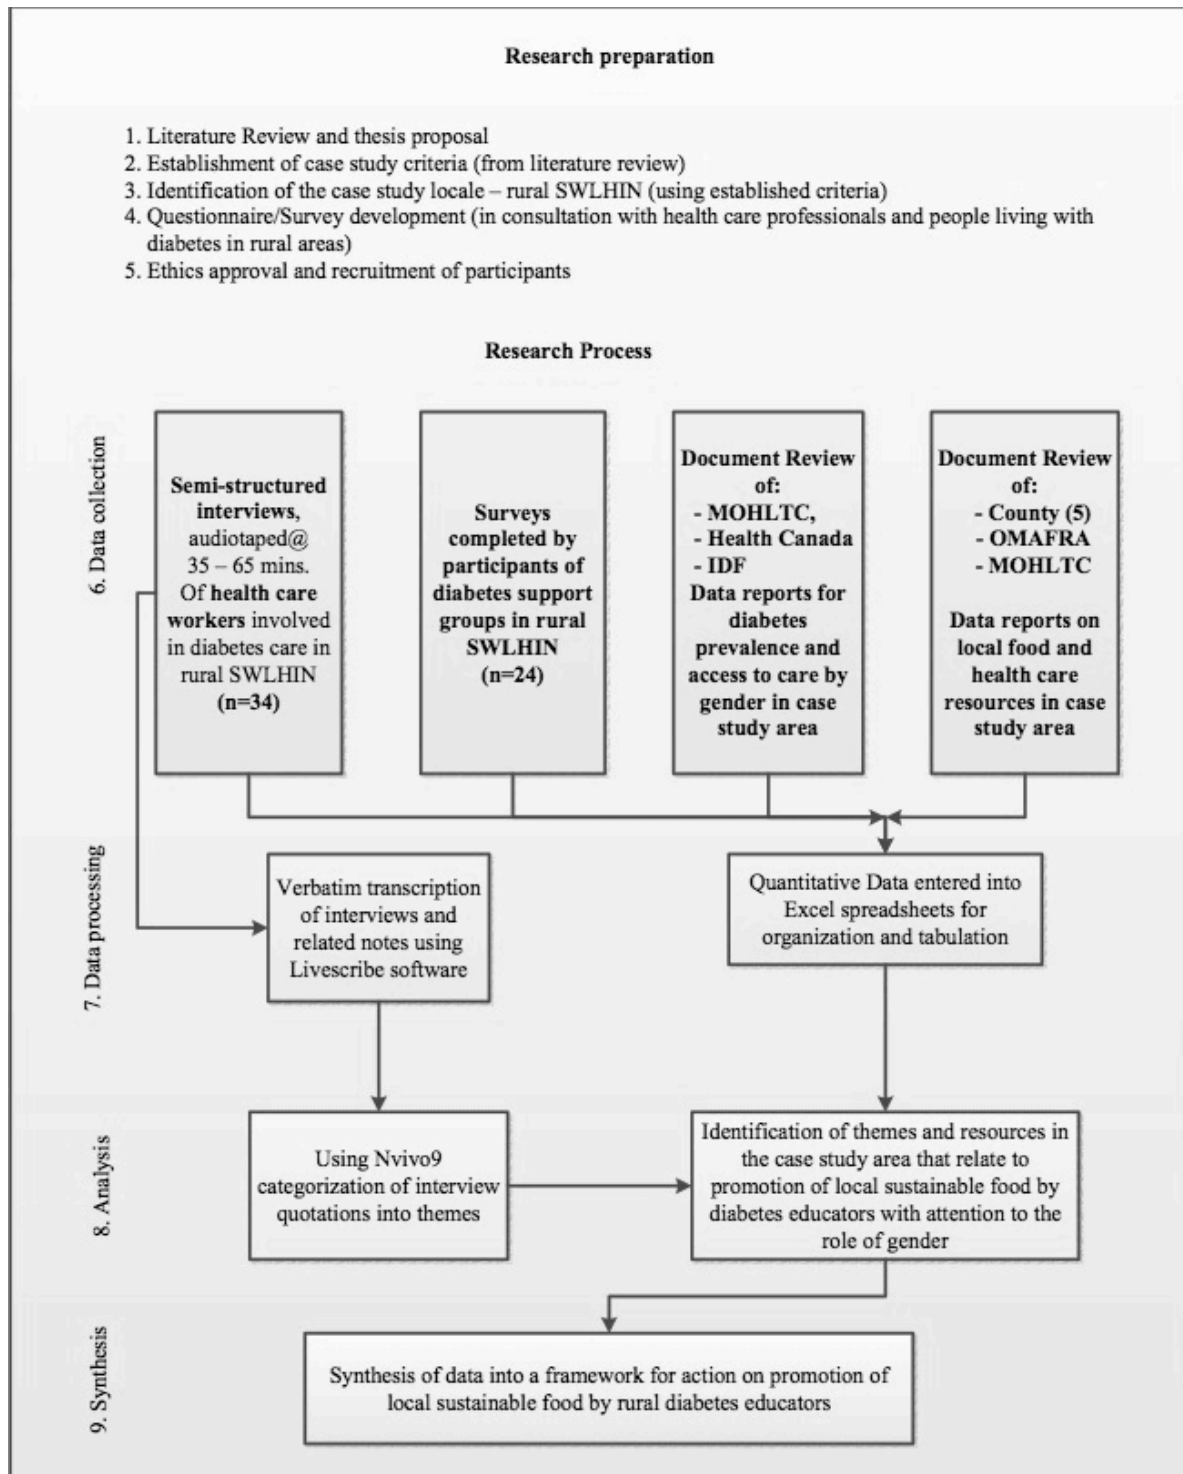 Research preparation
1. Literature Review and thesis proposal
2. Establishment of case study criteria (from literature review)
3. Identification of the case study locale – rural SWLHIN (using established criteria)
4. Questionnaire/Survey development (in consultation with health care professionals and people living with
diabetes in rural areas)
5. Ethics approval and recruitment of participants
Research Process
6. Data collection
Semi-structured
interviews,
audiotaped@
35 – 65 mins.
Of health care
workers involved
in diabetes care in
rural SWLHIN
(n=34)
Surveys
completed by
participants of
diabetes support
groups in rural
SWLHIN
(n=24)
Document Review
of:
- MOHLTC,
- Health Canada
- IDF
Data reports for
diabetes
prevalence and
access to care by
gender in case
study area
Document Review
of:
- County (5)
- OMAFRA
- MOHLTC
Data reports on
local food and
health care
resources in case
study area
7. Data processing
Verbatim transcription
of interviews and
related notes using
Livescribe software
Quantitative Data entered into
Excel spreadsheets for
organization and tabulation
8. Analysis
Using Nvivo9
categorization of interview
quotations into themes
Identification of themes and resources in
the case study area that relate to
promotion of local sustainable food by
diabetes educators with attention to the
role of gender
9. Synthesis
Synthesis of data into a framework for action on promotion of
local sustainable food by rural diabetes educators